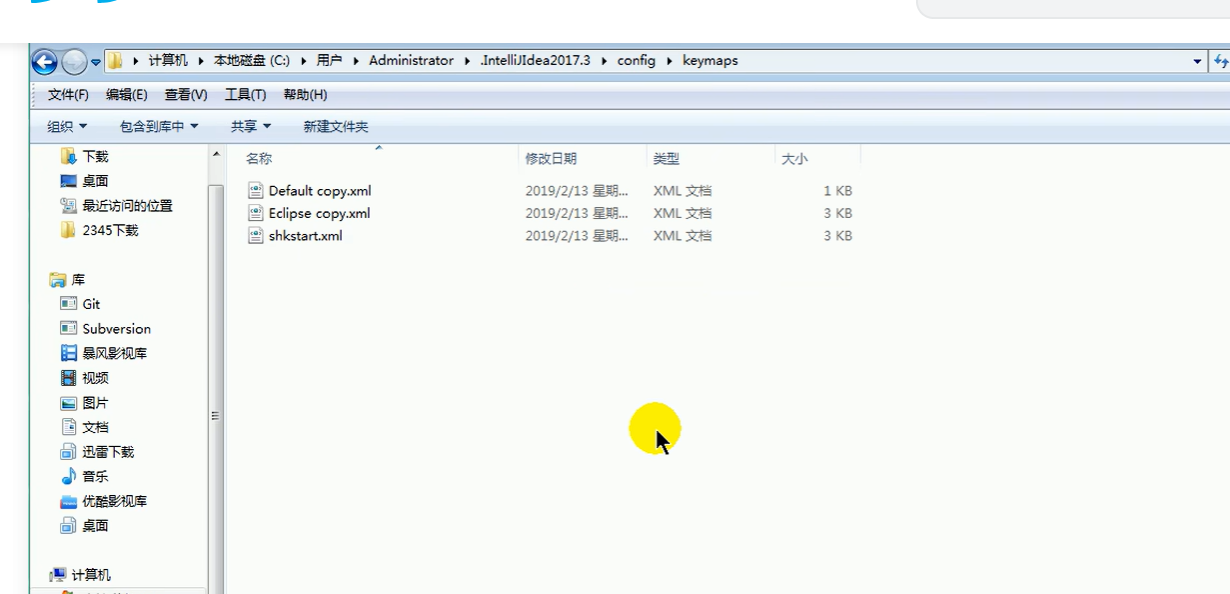 计算机 本地磁盘 (C:) 用户 Administrator .IntelliJIdea2017.3 config keymaps
文件(F) 编辑(E) 查看(V) 工具(T) 帮助(H)
组织 包含到库中 共享 新建文件夹
下载
桌面
最近访问的位置
2345下载
库
Git
Subversion
暴风影视库
视频
图片
文档
迅雷下载
音乐
优酷影视库
桌面
计算机
名称 修改日期 类型 大小
Default copy.xml 2019/2/13 星期... XML 文档 1 KB
Eclipse copy.xml 2019/2/13 星期... XML 文档 3 KB
shkstart.xml 2019/2/13 星期... XML 文档 3 KB